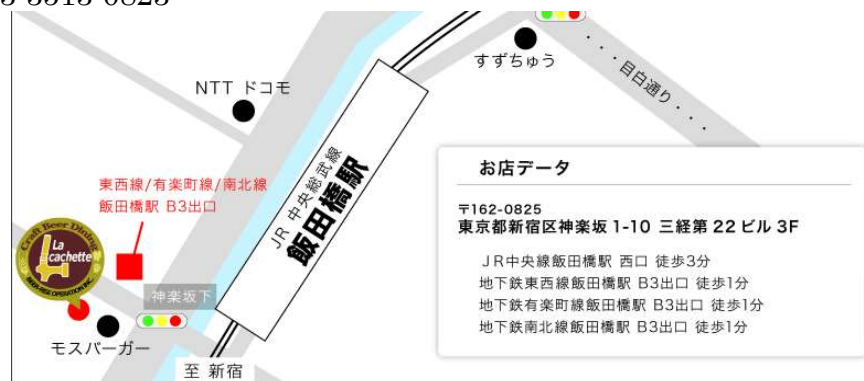 すずちゅう
・・・目白通り・・・
NTT ドコモ
JR 中央総武線
飯田橋駅
東西線/有楽町線/南北線
飯田橋駅 B3出口
Craft Beer Dining
La
cachette
神楽坂下
モスバーガー
至 新宿
お店データ
〒162-0825
東京都新宿区神楽坂 1-10 三経第 22 ビル 3F
JR中央線飯田橋駅 西口 徒歩3分
地下鉄東西線飯田橋駅 B3出口 徒歩1分
地下鉄有楽町線飯田橋駅 B3出口 徒歩1分
地下鉄南北線飯田橋駅 B3出口 徒歩1分